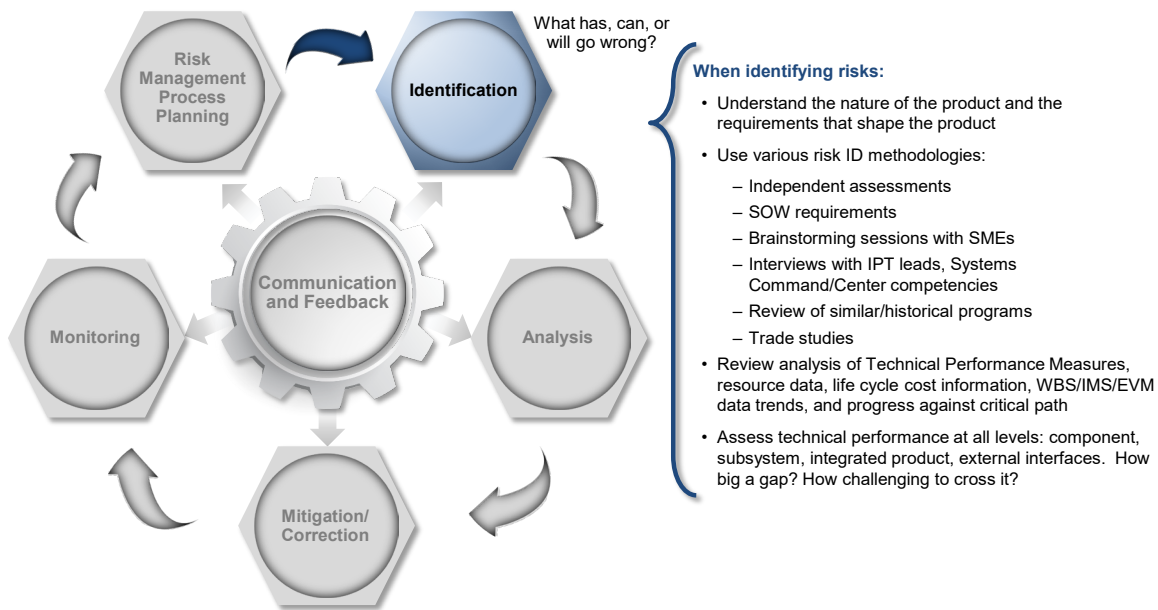 Risk
Management
Process
Planning
Identification
What has, can, or
will go wrong?
Communication
and Feedback
Monitoring
Analysis
Mitigation/
Correction
When identifying risks:
• Understand the nature of the product and the
requirements that shape the product
• Use various risk ID methodologies:
– Independent assessments
– SOW requirements
– Brainstorming sessions with SMEs
– Interviews with IPT leads, Systems
Command/Center competencies
– Review of similar/historical programs
– Trade studies
• Review analysis of Technical Performance Measures,
resource data, life cycle cost information, WBS/IMS/EVM
data trends, and progress against critical path
• Assess technical performance at all levels: component,
subsystem, integrated product, external interfaces.  How
big a gap? How challenging to cross it?